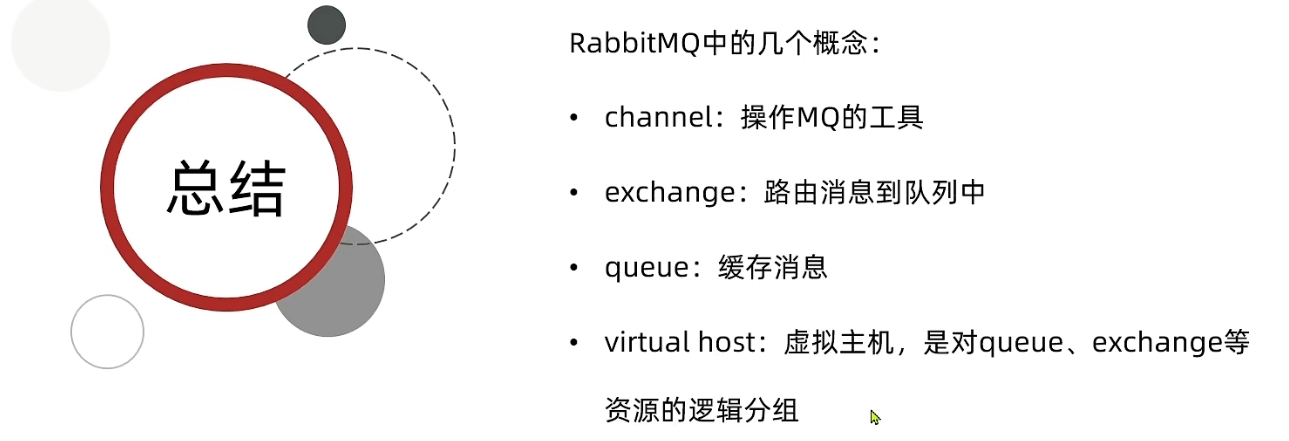 总结
RabbitMQ中的几个概念：
• channel：操作MQ的工具
• exchange：路由消息到队列中
• queue：缓存消息
• virtual host：虚拟主机，是对queue、exchange等
资源的逻辑分组